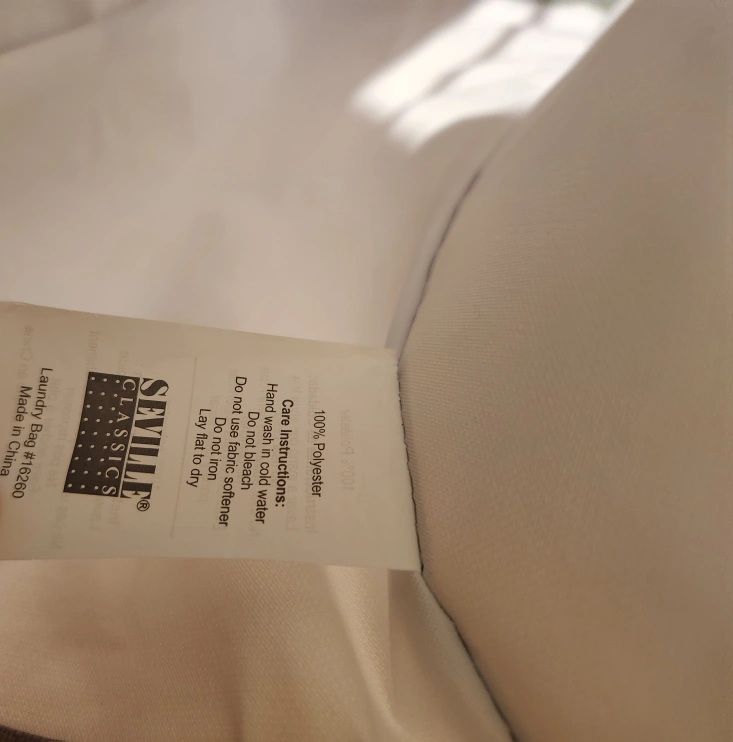 100% Polyester
Care Instructions:
Hand wash in cold water
Do not bleach
Do not use fabric softener
Do not iron
Lay flat to dry
SEVILLE®
CLASSICS
Laundry Bag #16260
Made in China